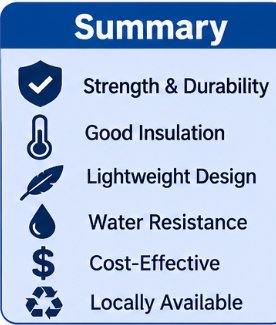 Summary
Strength & Durability
Good Insulation
Lightweight Design
Water Resistance
$ Cost-Effective
Locally Available